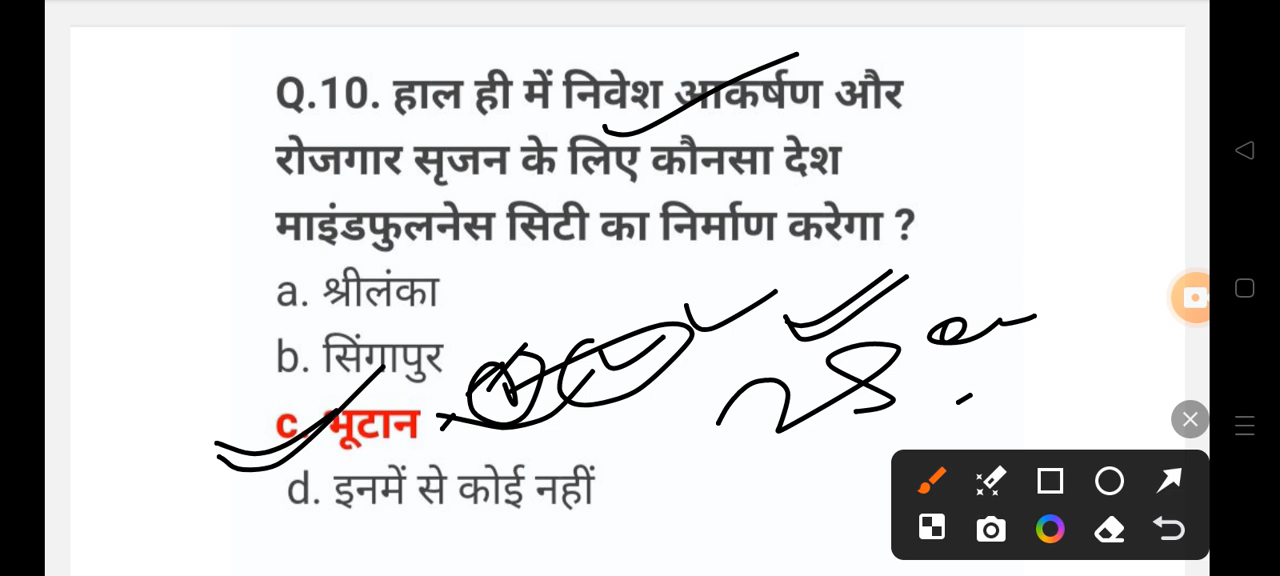 Q.10. हाल ही में निवेश आकर्षण और
रोजगार सृजन के लिए कौनसा देश
माइंडफुलनेस सिटी का निर्माण करेगा ?
a. श्रीलंका
b. सिंगापुर
c. भूटान
d. इनमें से कोई नहीं